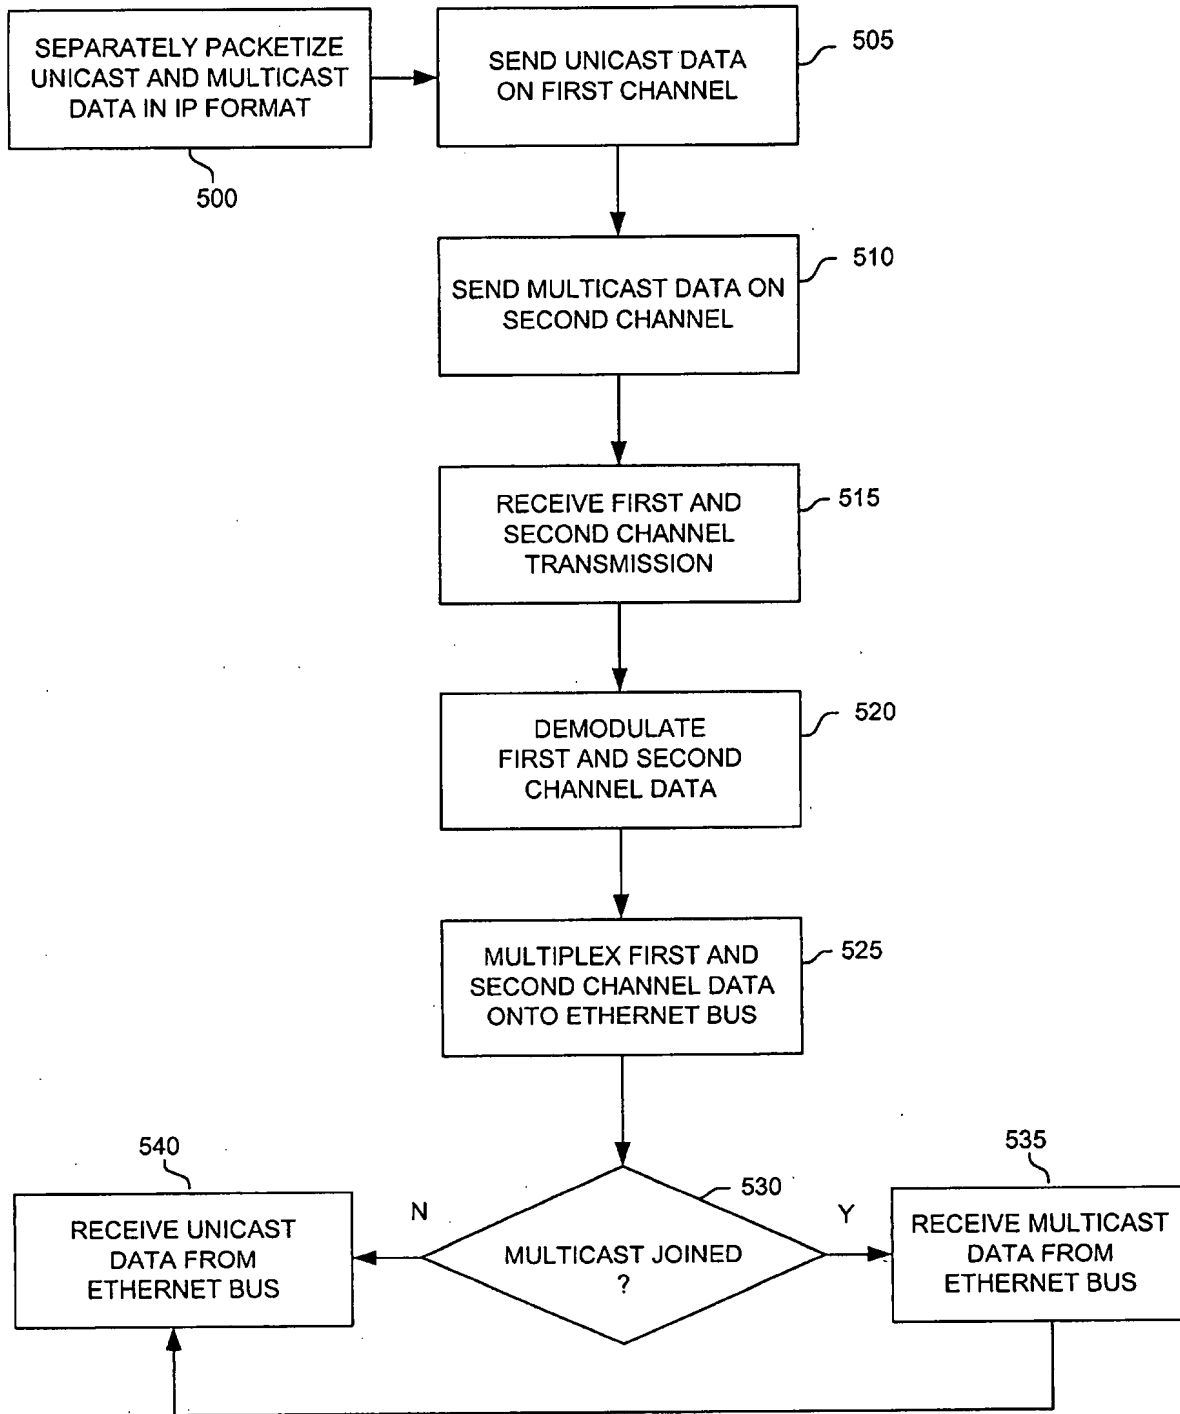 SEPARATELY PACKETIZE
UNICAST AND MULTICAST
DATA IN IP FORMAT
500
SEND UNICAST DATA
ON FIRST CHANNEL
505
SEND MULTICAST DATA ON
SECOND CHANNEL
510
RECEIVE FIRST AND
SECOND CHANNEL
TRANSMISSION
515
DEMODULATE
FIRST AND SECOND
CHANNEL DATA
520
MULTIPLEX FIRST AND
SECOND CHANNEL DATA
ONTO ETHERNET BUS
525
540
RECEIVE UNICAST
DATA FROM
ETHERNET BUS
N
530
MULTICAST JOINED
?
Y
535
RECEIVE MULTICAST
DATA FROM
ETHERNET BUS